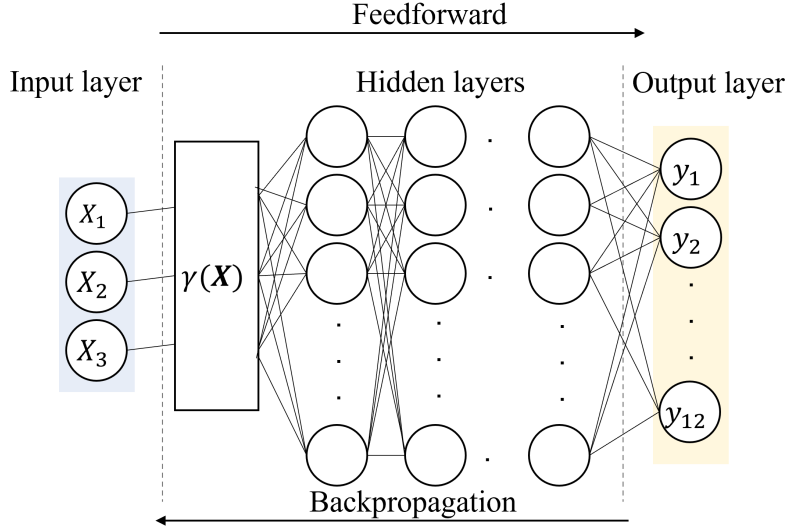 Feedforward
Input layer
Hidden layers
Output layer
X₁
X₂
X₃
γ(X)
y₁
y₂
y₁₂
Backpropagation